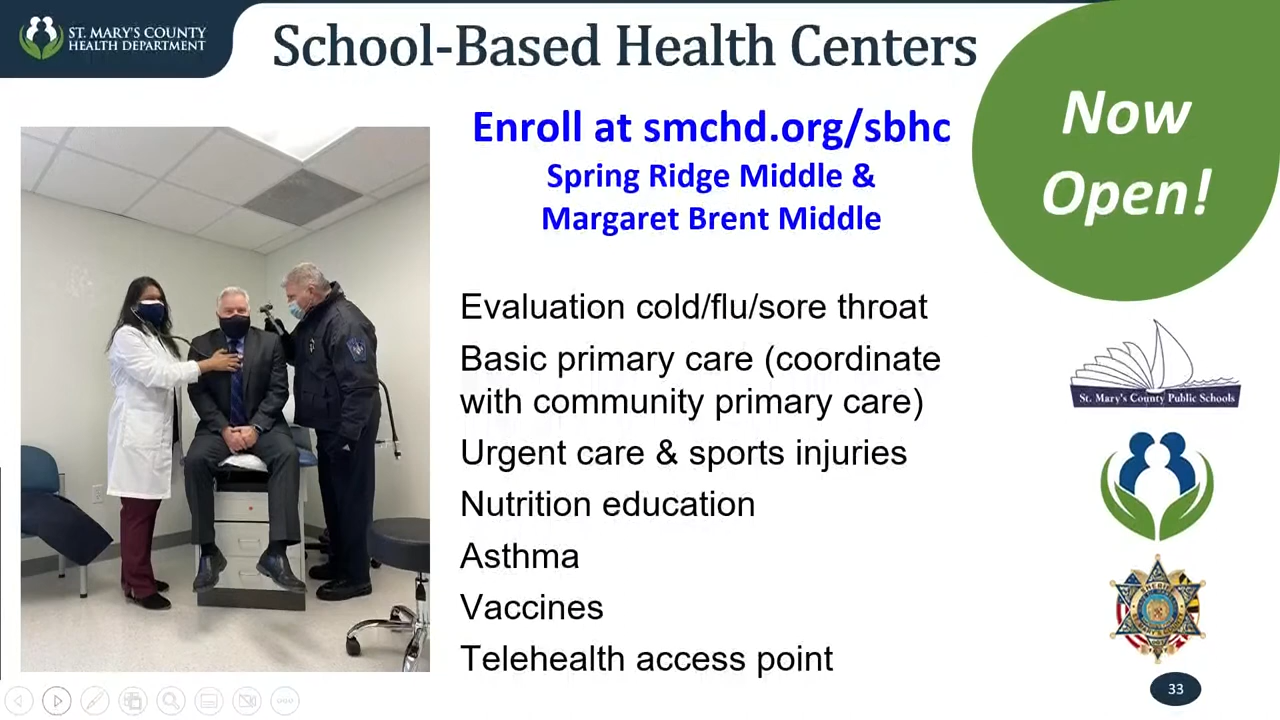 ST. MARY'S COUNTY
HEALTH DEPARTMENT
School-Based Health Centers
Now
Open!
Enroll at smchd.org/sbhc
Spring Ridge Middle &
Margaret Brent Middle
Evaluation cold/flu/sore throat
Basic primary care (coordinate
with community primary care)
Urgent care & sports injuries
Nutrition education
Asthma
Vaccines
Telehealth access point
St. Mary's County Public Schools
SHERIFF
33